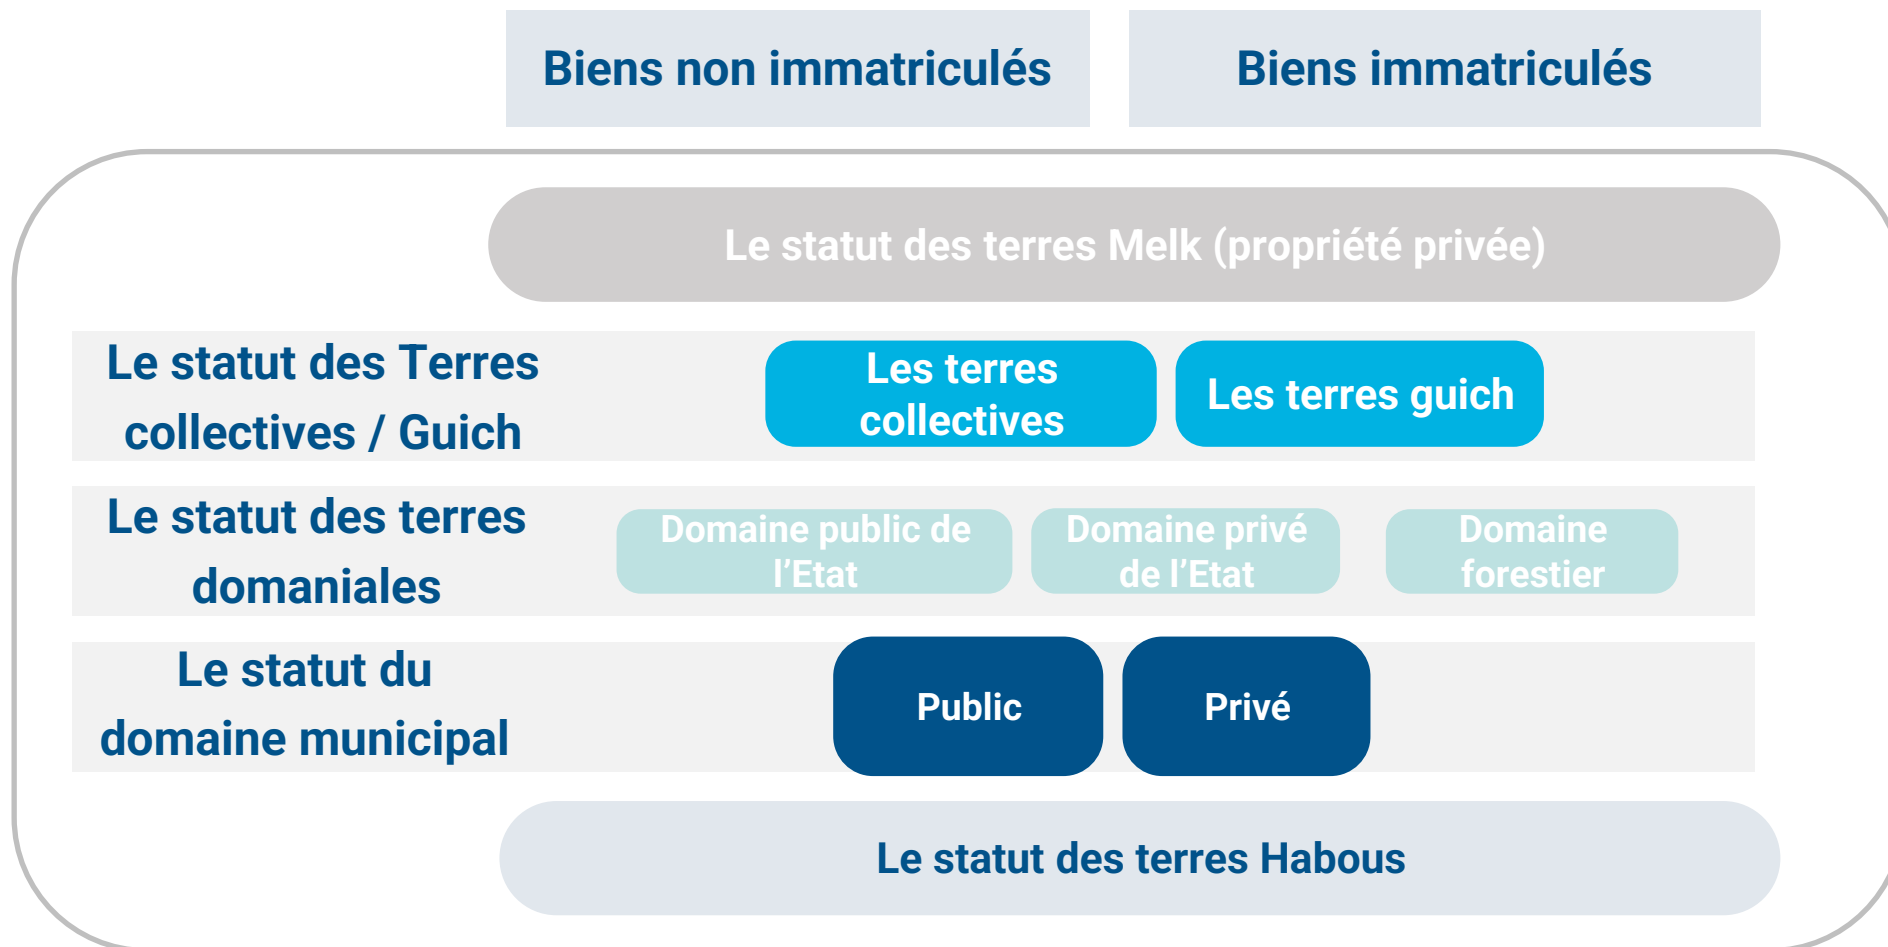 Biens non immatriculés
Biens immatriculés
Le statut des terres Melk (propriété privée)
Le statut des Terres
collectives / Guich
Les terres
collectives
Les terres guich
Le statut des terres
domaniales
Domaine public de
l’Etat
Domaine privé
de l’Etat
Domaine
forestier
Le statut du
domaine municipal
Public
Privé
Le statut des terres Habous